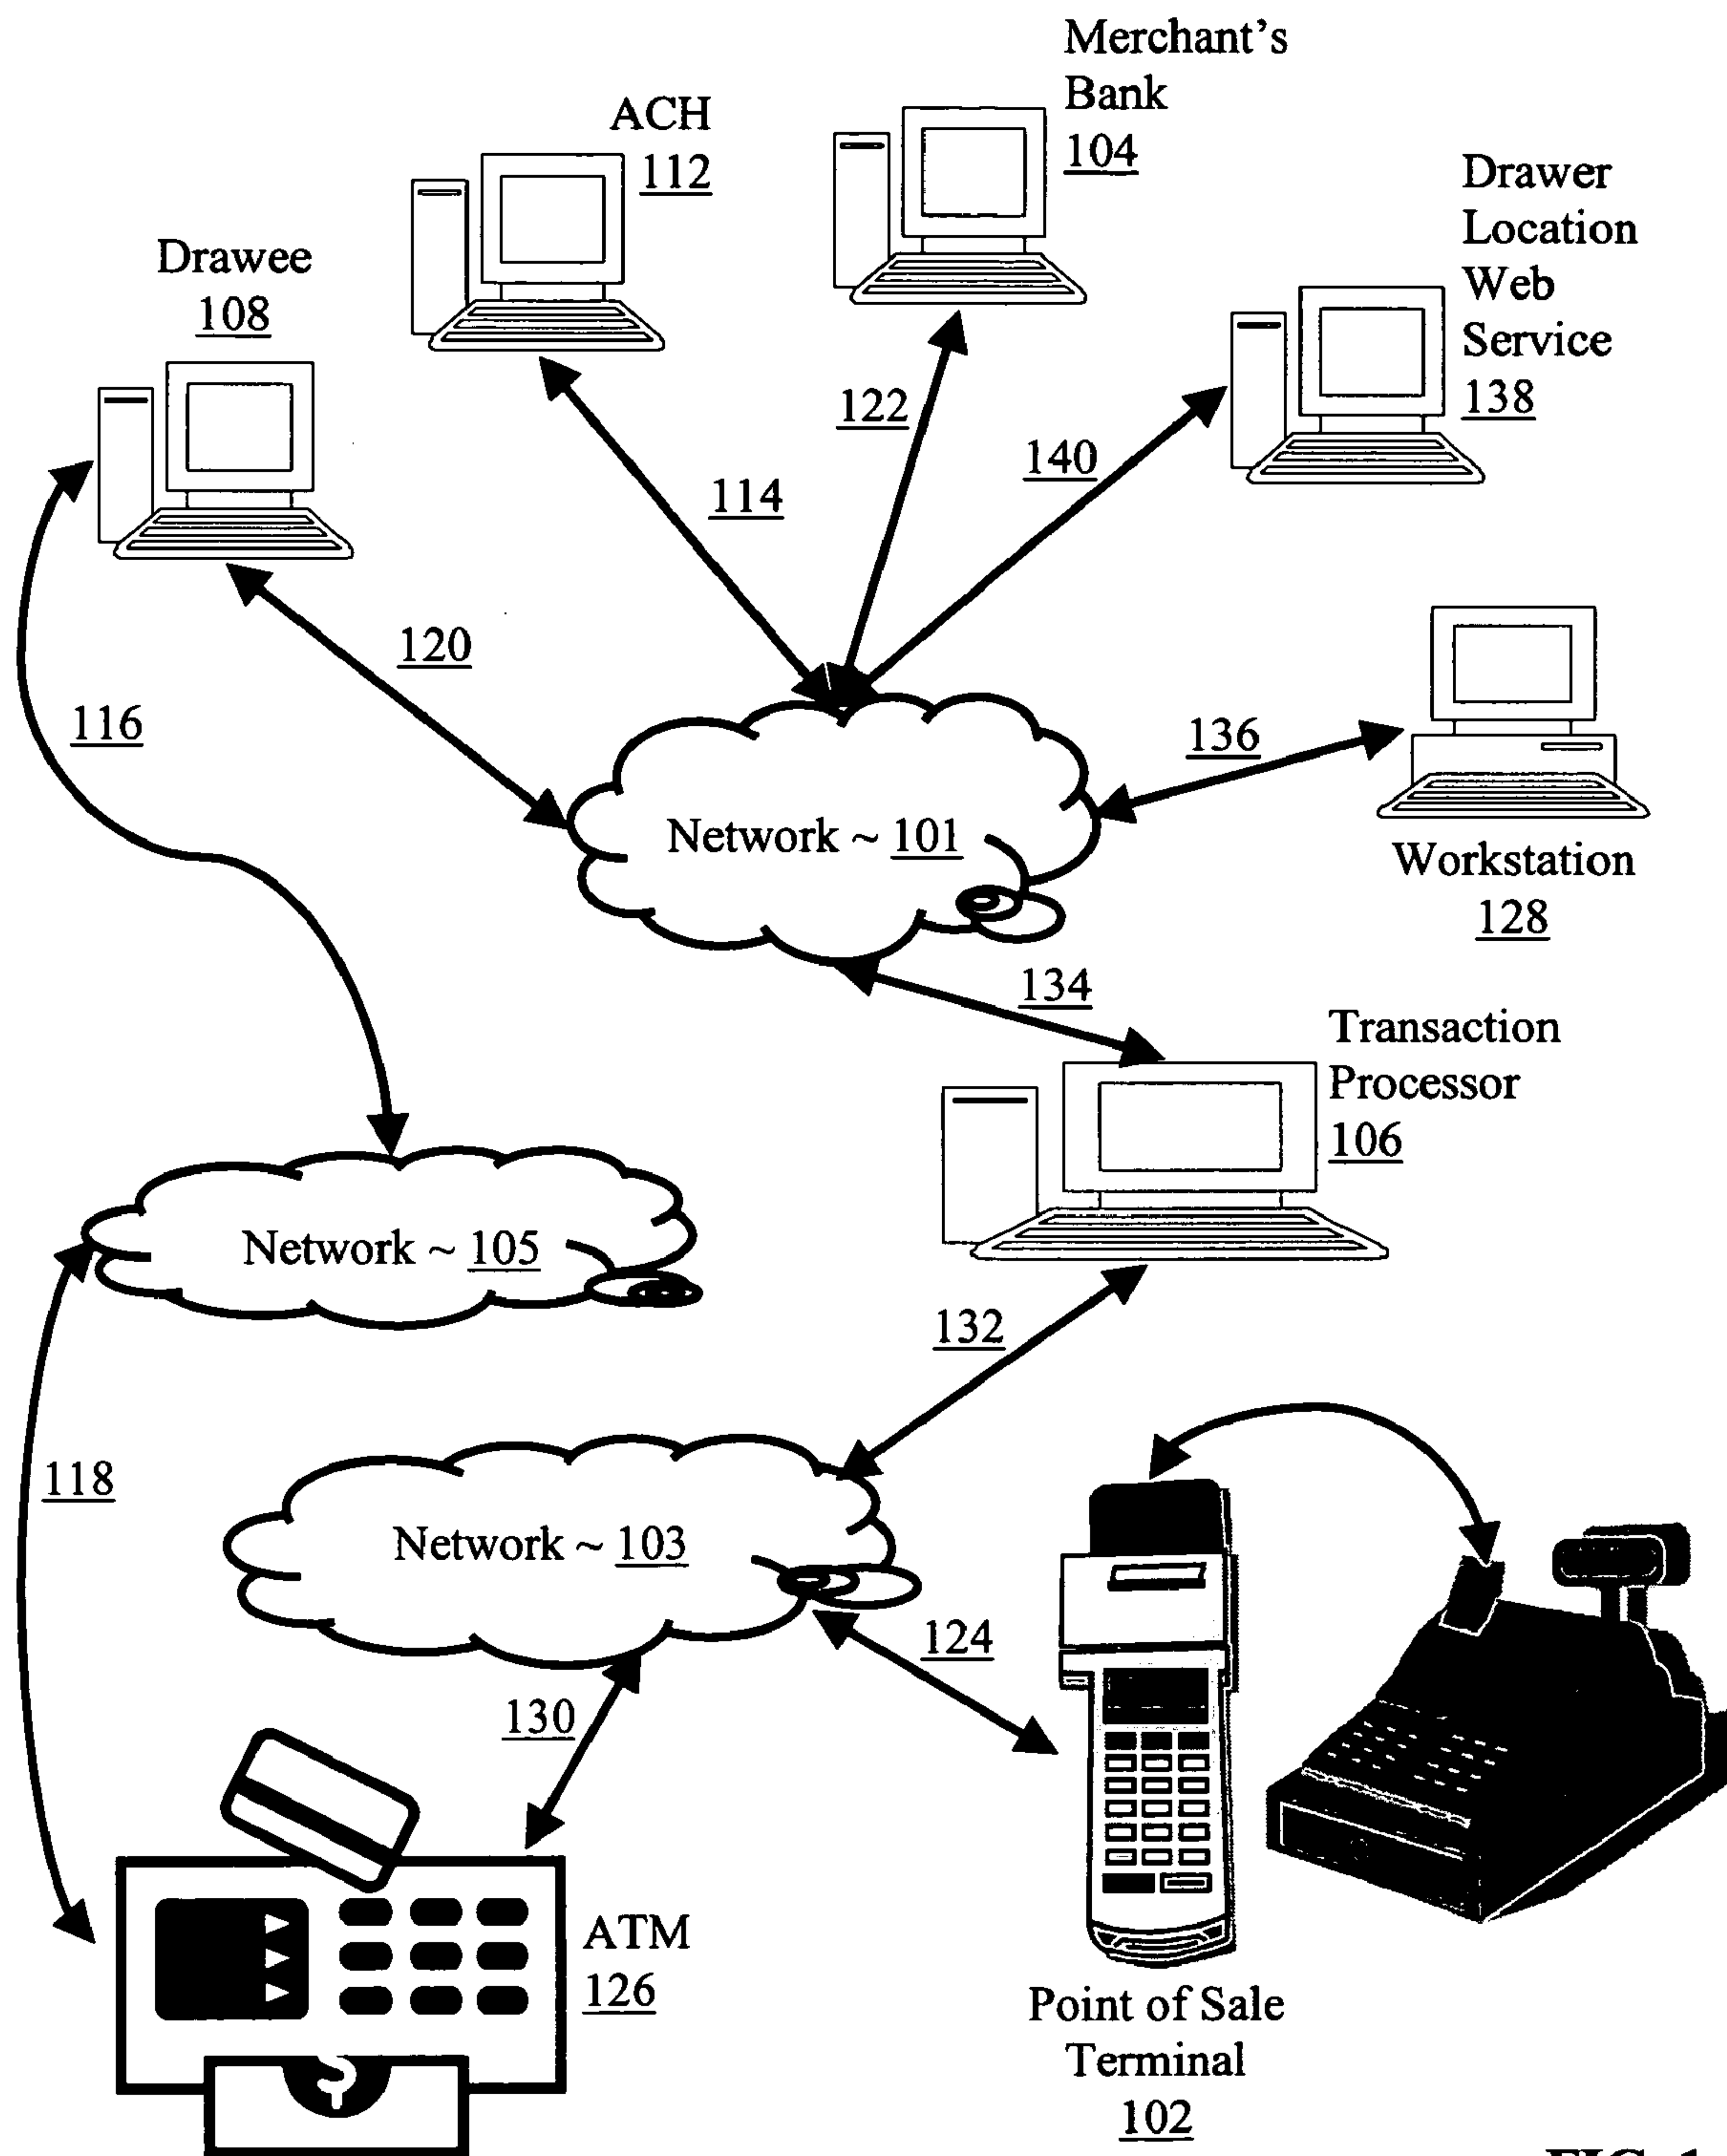 Merchant's
Bank
104
ACH
112
Drawer
Location
Web
Service
138
Drawee
108
122
140
114
120
116
136
Network ~ 101
Workstation
128
134
Transaction
Processor
106
Network ~ 105
132
118
Network ~ 103
124
130
ATM
126
$
Point of Sale
Terminal
102